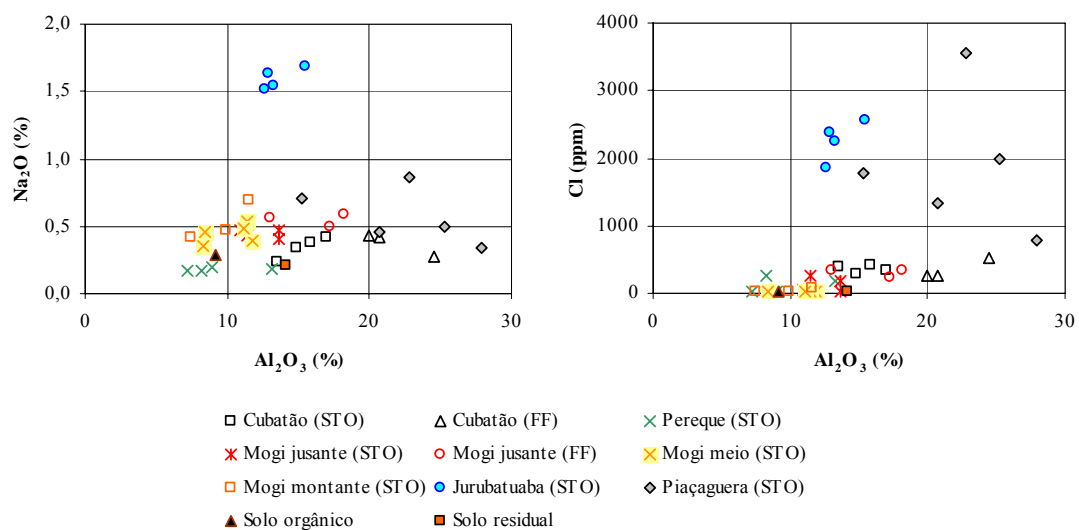 2,0
1,5
1,0
0,5
0,0
Na₂O (%)
0 10 20 30
Al₂O₃ (%)
4000
3000
2000
1000
0
Cl (ppm)
0 10 20 30
Al₂O₃ (%)
Cubatão (STO) Cubatão (FF) Pereque (STO)
Mogi jusante (STO) Mogi jusante (FF) Mogi meio (STO)
Mogi montante (STO) Jurubatuaba (STO) Piaçaguera (STO)
Solo orgânico Solo residual